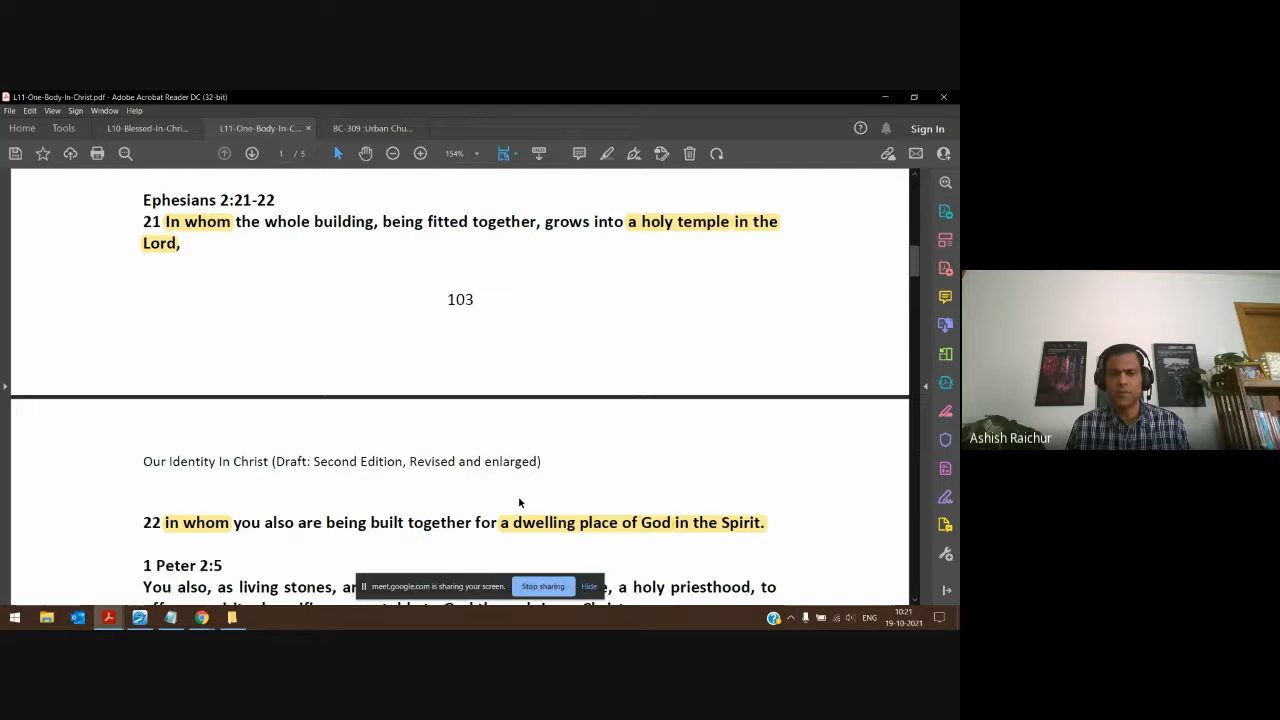 L11-One-Body-In-Christ.pdf - Adobe Acrobat Reader DC (32-bit)
File Edit View Sign Window Help
Home Tools L10-Blessed-In-Chri... L11-One-Body-In-C... × BC-309 :Urban Chu... Sign In
1 / 5 154%
Ephesians 2:21-22
21 In whom the whole building, being fitted together, grows into a holy temple in the
Lord,
103
Our Identity In Christ (Draft: Second Edition, Revised and enlarged)
22 in whom you also are being built together for a dwelling place of God in the Spirit.
1 Peter 2:5
You also, as living stones, a holy priesthood, to
meet.google.com is sharing your screen. Stop sharing Hide
ENG 10:21
19-10-2021
Ashish Raichur